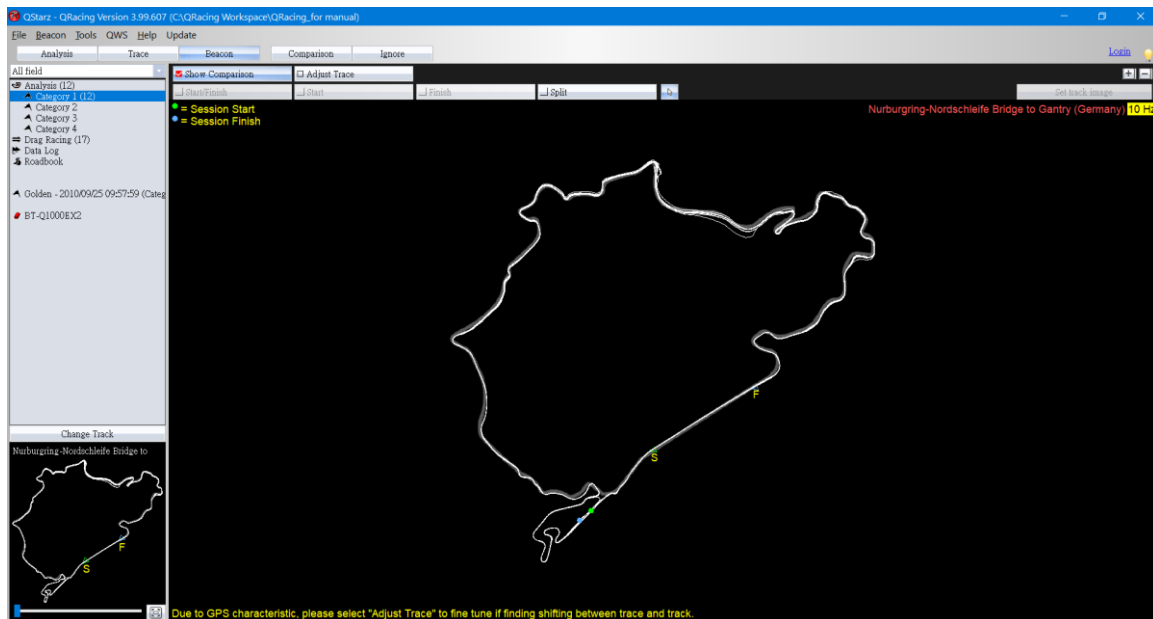 QStarz - QRacing Version 3.99.607 (C:\QRacing Workspace\QRacing_for manual)
File Beacon Tools QWS Help Update
Analysis Trace Beacon Comparison Ignore Login
All field
Show Comparison Adjust Trace + -
Start/Finish Start Finish Split Set track image
Analysis (12)
Category 1 (12)
Category 2
Category 3
Category 4
Drag Racing (17)
Data Log
Roadbook
Golden - 2010/09/25 09:57:59 (Categ
BT-Q1000EX2
= Session Start
= Session Finish
Nurburgring-Nordschleife Bridge to Gantry (Germany) 10 Hz
F
S
Change Track
Nurburgring-Nordschleife Bridge to
F
S
Due to GPS characteristic, please select "Adjust Trace" to fine tune if finding shifting between trace and track.